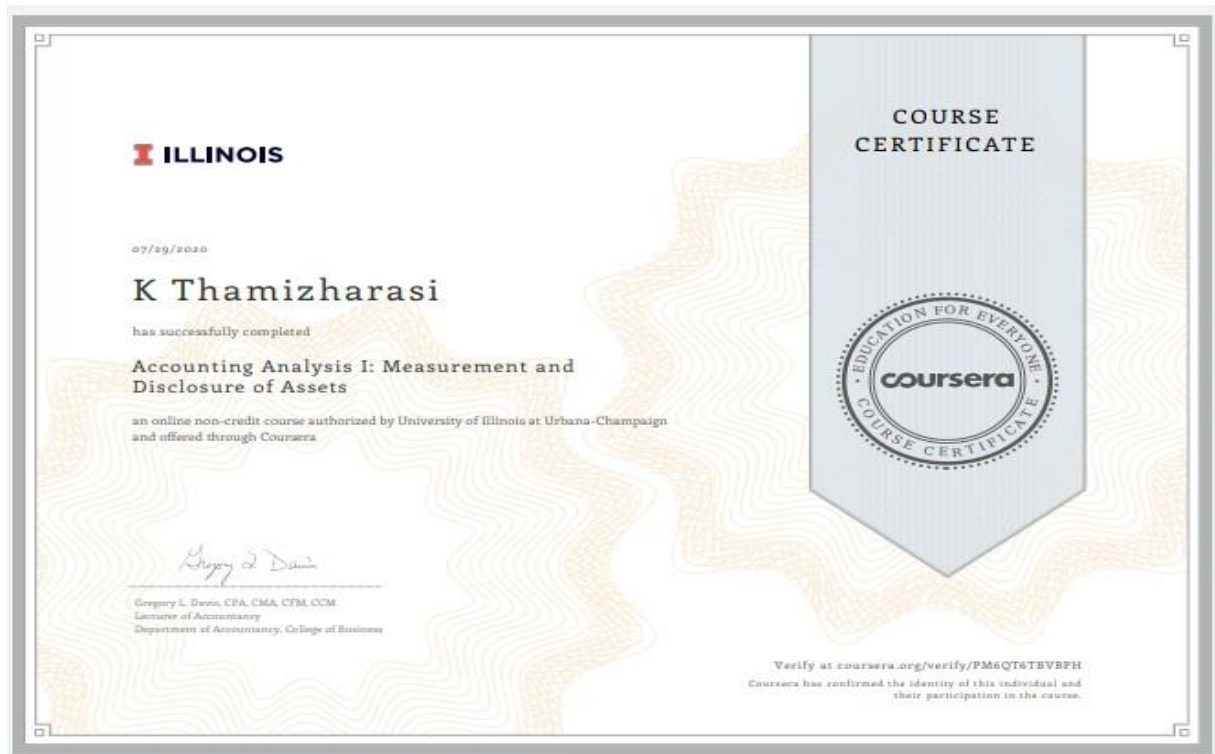 ILLINOIS
07/29/2020
K Thamizharasi
has successfully completed
Accounting Analysis I: Measurement and
Disclosure of Assets
an online non-credit course authorized by University of Illinois at Urbana-Champaign
and offered through Coursera
Gregory L. Davis
Gregory L. Davis, CPA, CMA, CFM, CCM
Lecturer of Accountancy
Department of Accountancy, College of Business
COURSE
CERTIFICATE
EDUCATION FOR EVERYONE
coursera
COURSE CERTIFICATE
Verify at coursera.org/verify/PM6QT6TBVBPH
Coursera has confirmed the identity of this individual and
their participation in the course.